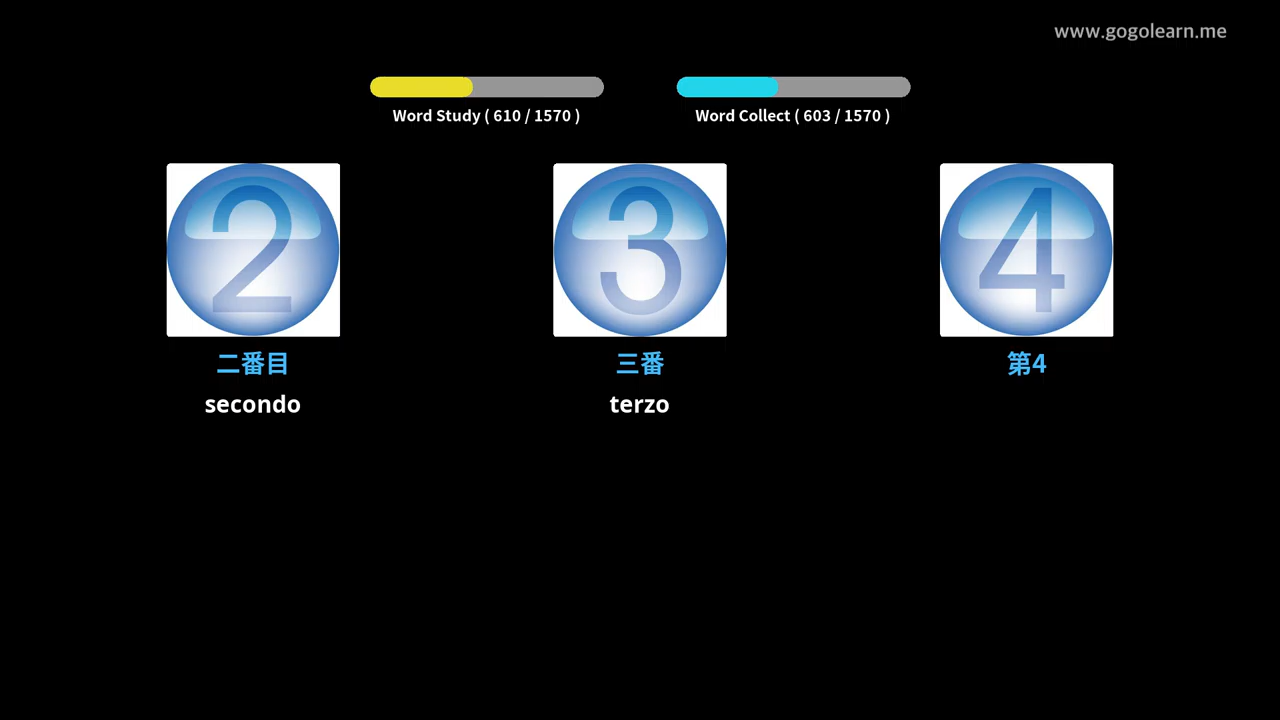 www.gogolearn.me
Word Study ( 610 / 1570 )
Word Collect ( 603 / 1570 )
2
3
4
二番目
三番
第4
secondo
terzo